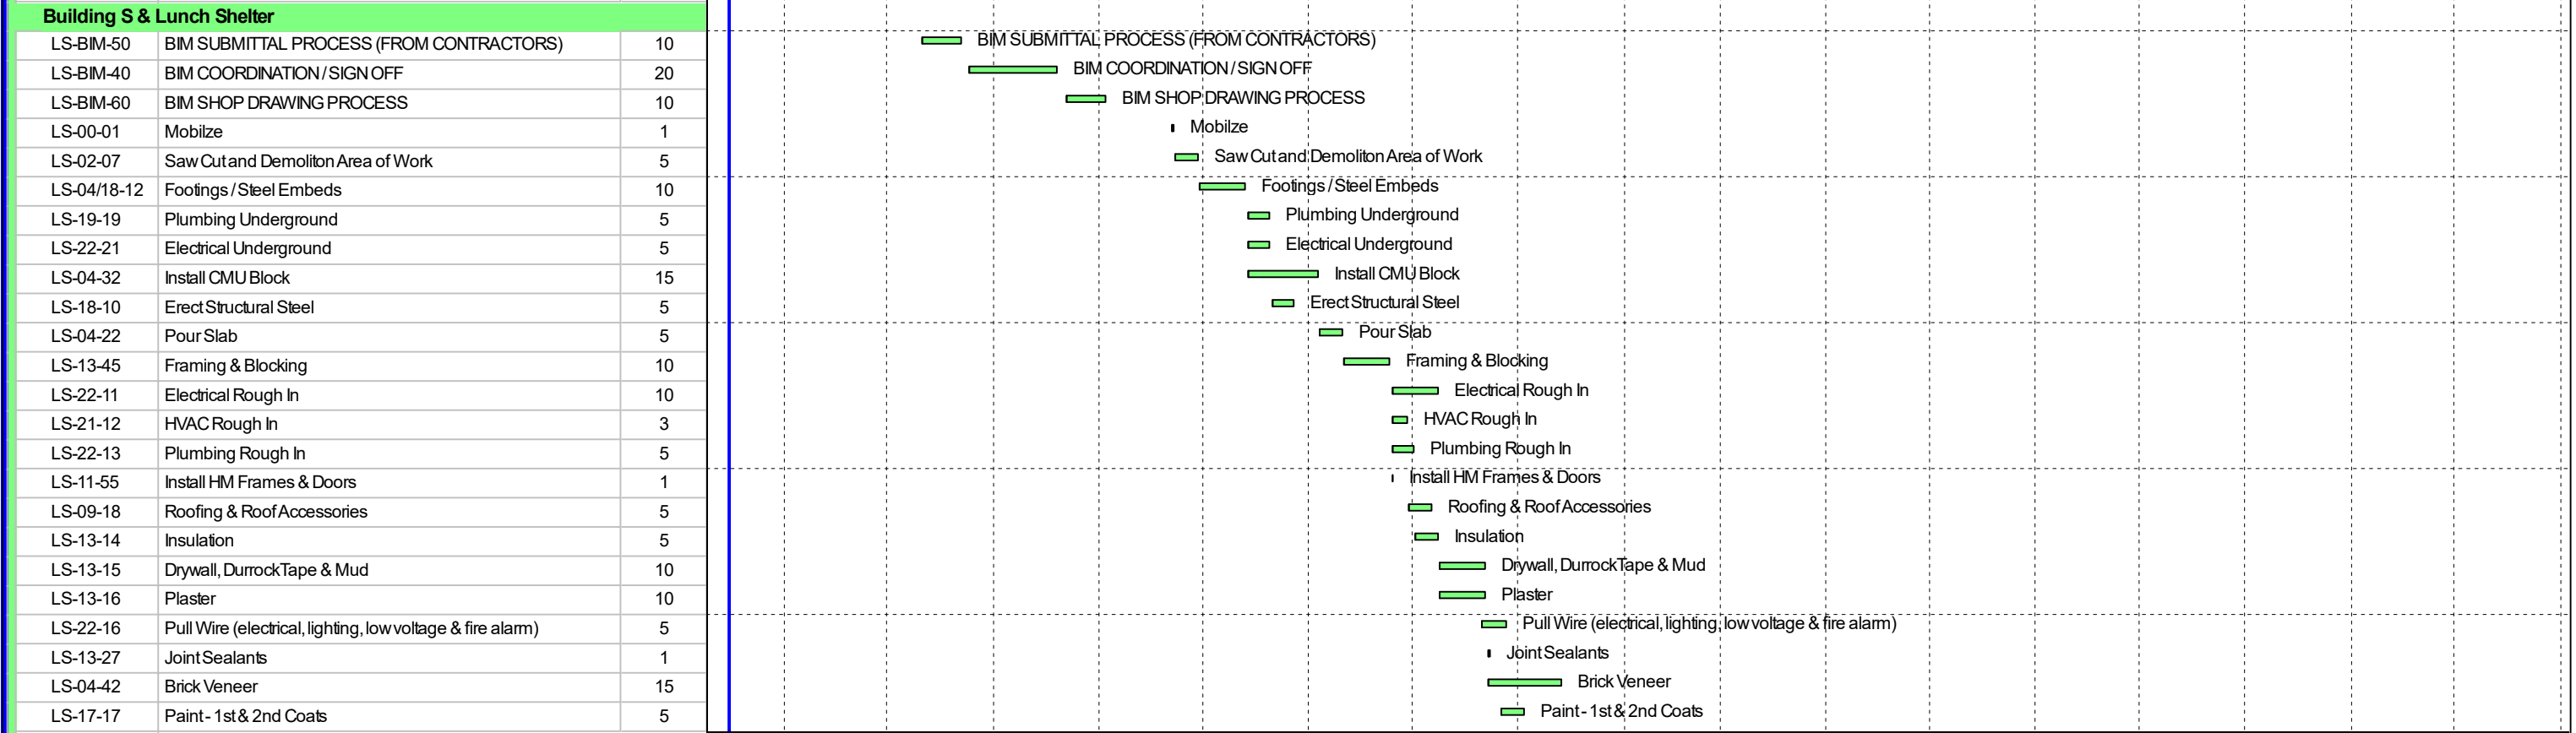 Building S & Lunch Shelter
LS-BIM-50 BIM SUBMITTAL PROCESS (FROM CONTRACTORS) 10 BIM SUBMITTAL PROCESS (FROM CONTRACTORS)
LS-BIM-40 BIM COORDINATION / SIGN OFF 20 BIM COORDINATION / SIGN OFF
LS-BIM-60 BIM SHOP DRAWING PROCESS 10 BIM SHOP DRAWING PROCESS
LS-00-01 Mobilze 1 Mobilze
LS-02-07 Saw Cut and Demoliton Area of Work 5 Saw Cut and Demoliton Area of Work
LS-04/18-12 Footings / Steel Embeds 10 Footings / Steel Embeds
LS-19-19 Plumbing Underground 5 Plumbing Underground
LS-22-21 Electrical Underground 5 Electrical Underground
LS-04-32 Install CMU Block 15 Install CMU Block
LS-18-10 Erect Structural Steel 5 Erect Structural Steel
LS-04-22 Pour Slab 5 Pour Slab
LS-13-45 Framing & Blocking 10 Framing & Blocking
LS-22-11 Electrical Rough In 10 Electrical Rough In
LS-21-12 HVAC Rough In 3 HVAC Rough In
LS-22-13 Plumbing Rough In 5 Plumbing Rough In
LS-11-55 Install HM Frames & Doors 1 Install HM Frames & Doors
LS-09-18 Roofing & Roof Accessories 5 Roofing & Roof Accessories
LS-13-14 Insulation 5 Insulation
LS-13-15 Drywall, Durrock Tape & Mud 10 Drywall, Durrock Tape & Mud
LS-13-16 Plaster 10 Plaster
LS-22-16 Pull Wire (electrical, lighting, low voltage & fire alarm) 5 Pull Wire (electrical, lighting, low voltage & fire alarm)
LS-13-27 Joint Sealants 1 Joint Sealants
LS-04-42 Brick Veneer 15 Brick Veneer
LS-17-17 Paint - 1st & 2nd Coats 5 Paint - 1st & 2nd Coats